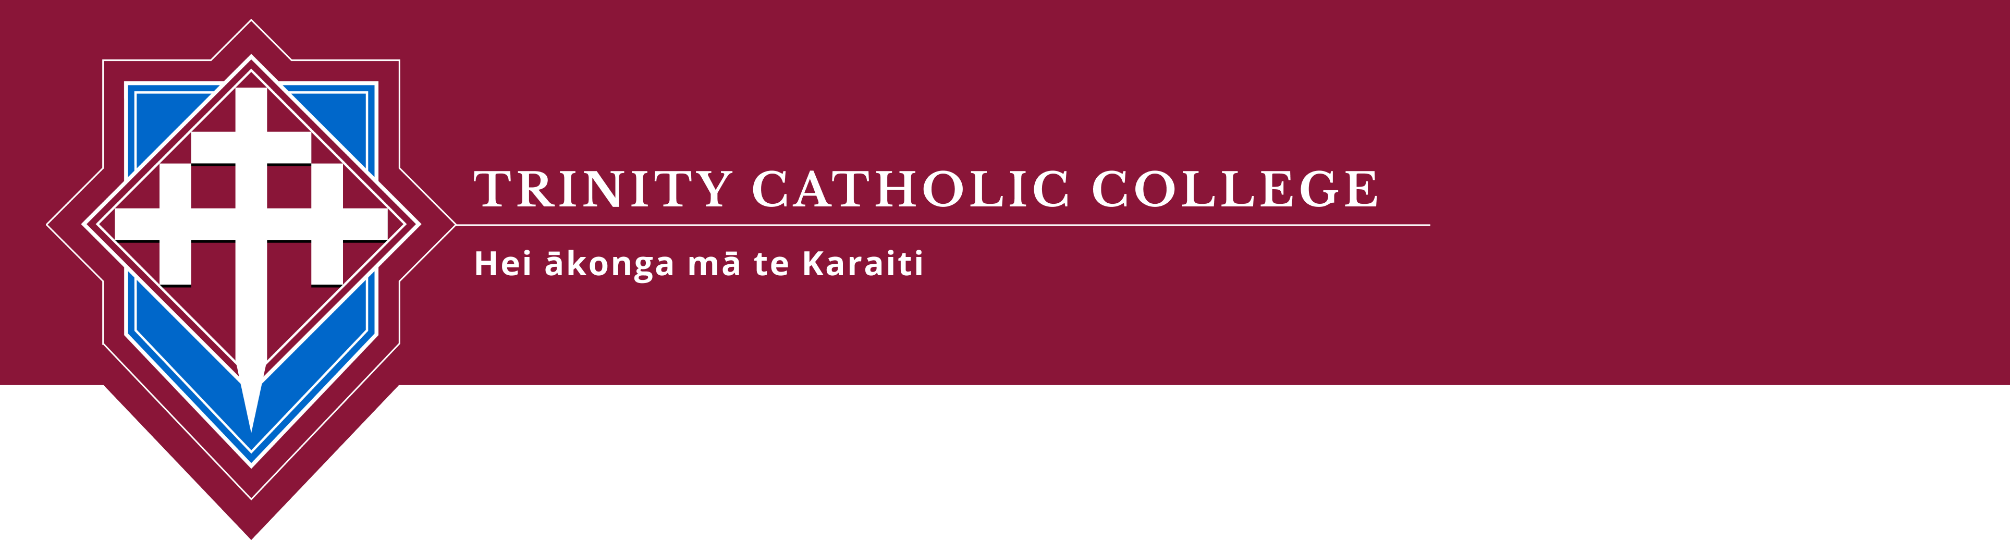 TRINITY CATHOLIC COLLEGE
Hei ākonga mā te Karaiti